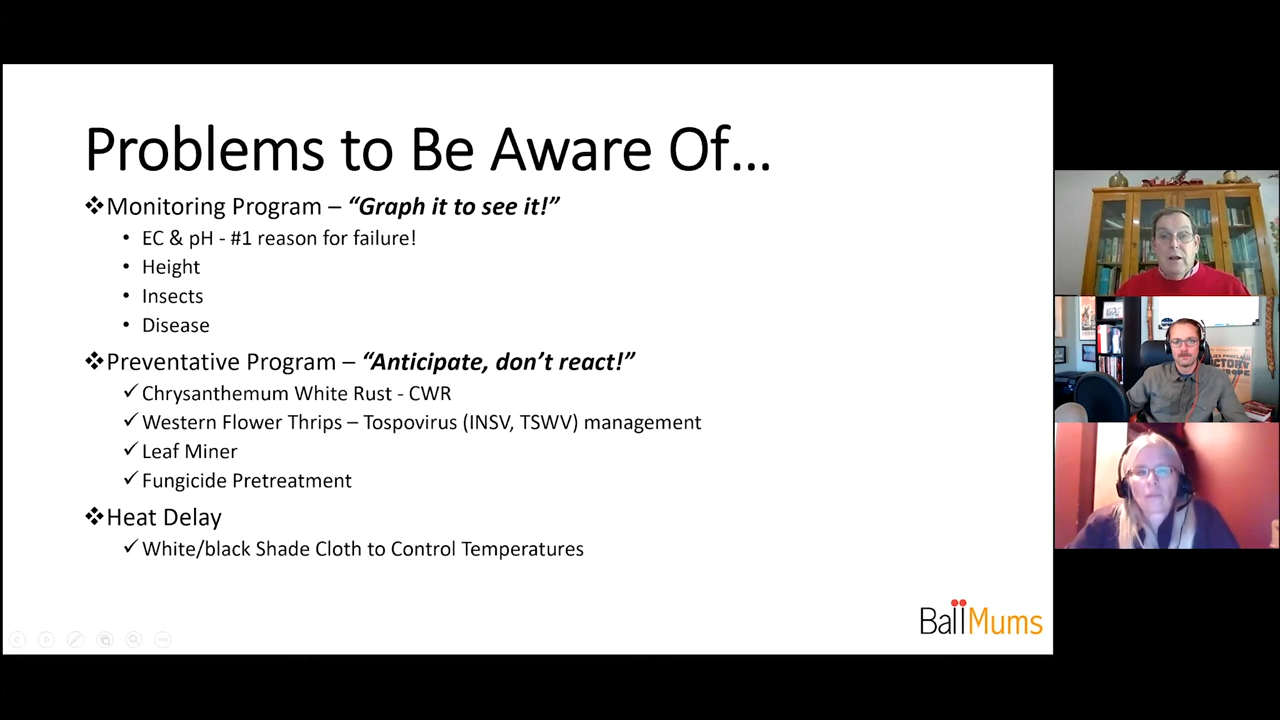 Problems to Be Aware Of...
❖Monitoring Program – “Graph it to see it!”
• EC & pH - #1 reason for failure!
• Height
• Insects
• Disease
❖Preventative Program – “Anticipate, don’t react!”
✓Chrysanthemum White Rust - CWR
✓Western Flower Thrips – Tospovirus (INSV, TSWV) management
✓Leaf Miner
✓Fungicide Pretreatment
❖Heat Delay
✓White/black Shade Cloth to Control Temperatures
BallMums